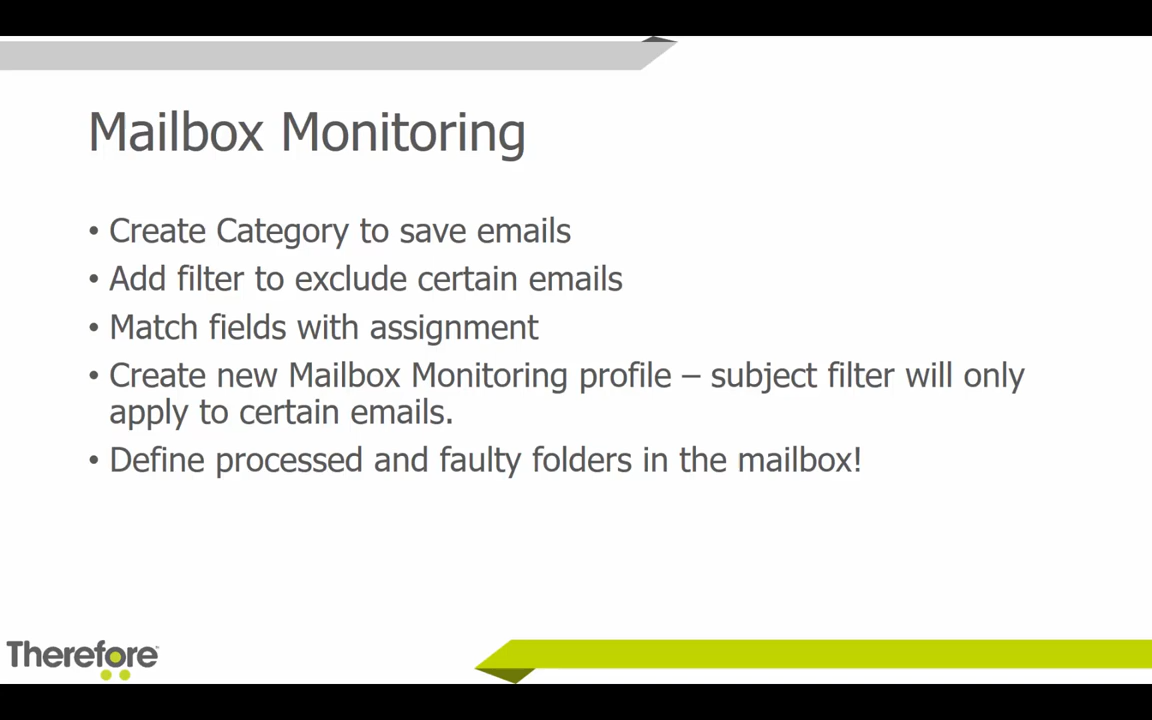 Mailbox Monitoring
• Create Category to save emails
• Add filter to exclude certain emails
• Match fields with assignment
• Create new Mailbox Monitoring profile – subject filter will only
apply to certain emails.
• Define processed and faulty folders in the mailbox!
Therefore™